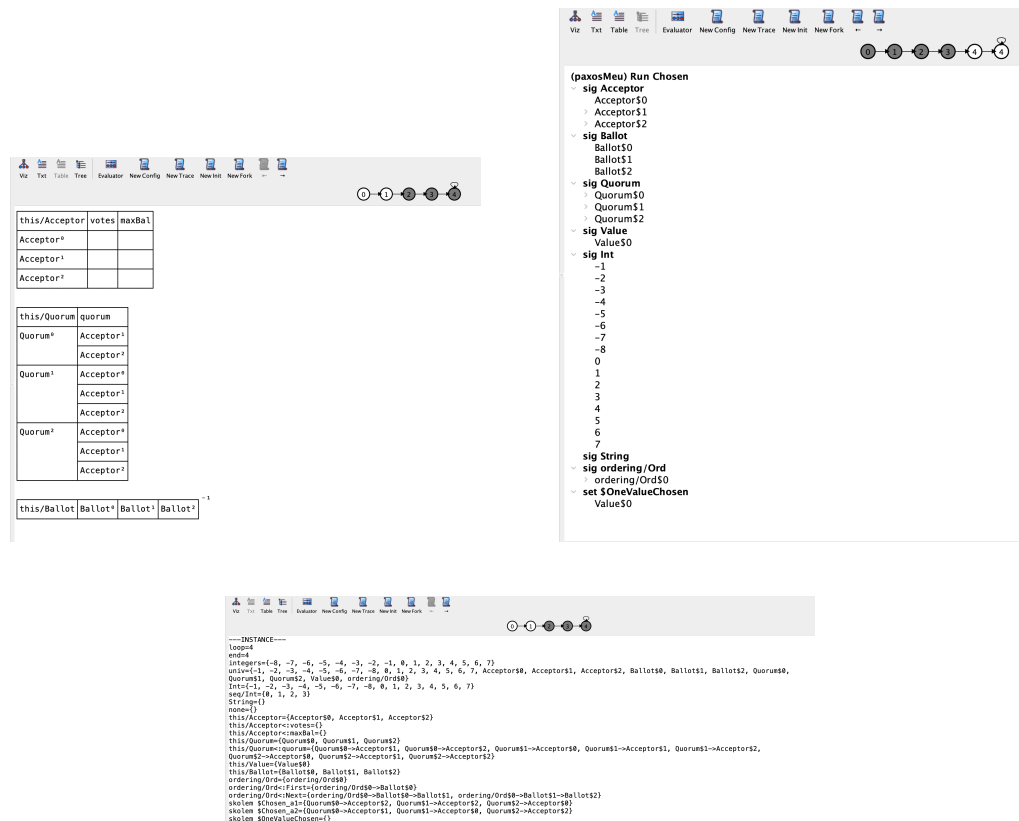 Viz Txt Table Tree Evaluator New Config New Trace New Init New Fork ← →
0 1 2 3 4 4
(paxosMeu) Run Chosen
sig Acceptor
Acceptor$0
Acceptor$1
Acceptor$2
sig Ballot
Ballot$0
Ballot$1
Ballot$2
sig Quorum
Quorum$0
Quorum$1
Quorum$2
sig Value
Value$0
sig Int
-1
-2
-3
-4
-5
-6
-7
-8
0
1
2
3
4
5
6
7
sig String
sig ordering/Ord
ordering/Ord$0
set $OneValueChosen
Value$0
Viz Txt Table Tree Evaluator New Config New Trace New Init New Fork ← →
0 1 2 3 4
this/Acceptor votes maxBal
Acceptor⁰
Acceptor¹
Acceptor²
this/Quorum quorum
Quorum⁰ Acceptor¹
Acceptor²
Quorum¹ Acceptor⁰
Acceptor¹
Acceptor²
Quorum² Acceptor⁰
Acceptor¹
Acceptor²
this/Ballot Ballot⁰ Ballot¹ Ballot² ⁻¹
Viz Txt Table Tree Evaluator New Config New Trace New Init New Fork ← →
0 1 2 3 4
---INSTANCE---
loop=4
end=4
integers={-8, -7, -6, -5, -4, -3, -2, -1, 0, 1, 2, 3, 4, 5, 6, 7}
univ={-1, -2, -3, -4, -5, -6, -7, -8, 0, 1, 2, 3, 4, 5, 6, 7, Acceptor$0, Acceptor$1, Acceptor$2, Ballot$0, Ballot$1, Ballot$2, Quorum$0,
Quorum$1, Quorum$2, Value$0, ordering/Ord$0}
Int={-1, -2, -3, -4, -5, -6, -7, -8, 0, 1, 2, 3, 4, 5, 6, 7}
seq/Int={0, 1, 2, 3}
String={}
none={}
this/Acceptor={Acceptor$0, Acceptor$1, Acceptor$2}
this/Acceptor<:votes={}
this/Acceptor<:maxBal={}
this/Quorum={Quorum$0, Quorum$1, Quorum$2}
this/Quorum<:quorum={Quorum$0->Acceptor$1, Quorum$0->Acceptor$2, Quorum$1->Acceptor$0, Quorum$1->Acceptor$1, Quorum$1->Acceptor$2,
Quorum$2->Acceptor$0, Quorum$2->Acceptor$1, Quorum$2->Acceptor$2}
this/Value={Value$0}
this/Ballot={Ballot$0, Ballot$1, Ballot$2}
ordering/Ord={ordering/Ord$0}
ordering/Ord<:First={ordering/Ord$0->Ballot$0}
ordering/Ord<:Next={ordering/Ord$0->Ballot$0->Ballot$1, ordering/Ord$0->Ballot$1->Ballot$2}
skolem $Chosen_a1={Quorum$0->Acceptor$2, Quorum$1->Acceptor$2, Quorum$2->Acceptor$0}
skolem $Chosen_a2={Quorum$0->Acceptor$1, Quorum$1->Acceptor$0, Quorum$2->Acceptor$2}
skolem $OneValueChosen={}